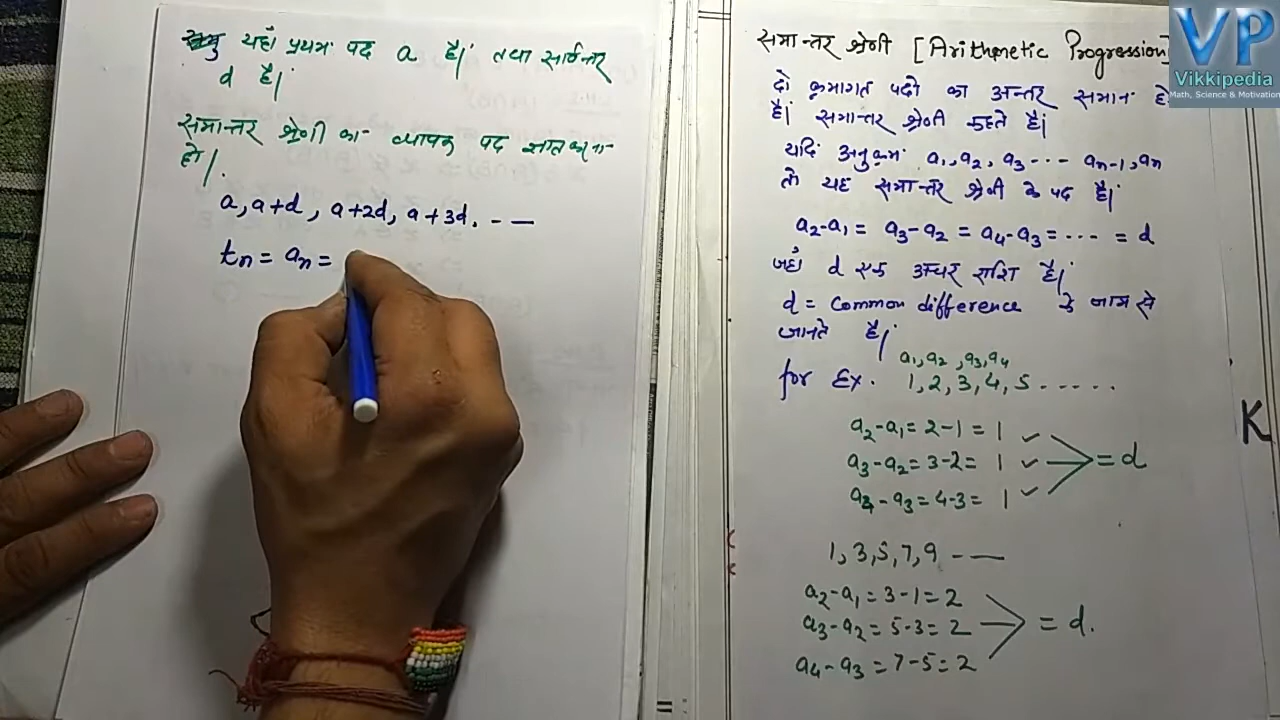 यहाँ प्रथम पद a है। तथा सार्वान्तर
d है।
समान्तर श्रेणी का व्यापक पद ज्ञात करना
हो।
a, a+d, a+2d, a+3d. - —
tn = an =
समान्तर श्रेणी [Arithmetic Progression]
दो क्रमागत पदो का अन्तर समान हो
है। समान्तर श्रेणी कहते है।
यदि अनुक्रम a1, a2, a3 --- an-1, an
तो यह समान्तर श्रेणी के पद है।
a2-a1 = a3-a2 = a4-a3 = --- = d
जहाँ d एक अचर राशि है।
d = Common difference के नाम से
जानते है।
a1, a2, a3, a4
for Ex. 1, 2, 3, 4, 5 - - - - -
a2-a1 = 2-1 = 1 ✓
a3-a2 = 3-2 = 1 ✓ = d
a4-a3 = 4-3 = 1 ✓
1, 3, 5, 7, 9 - —
a2-a1 = 3-1 = 2
a3-a2 = 5-3 = 2 = d.
a4-a3 = 7-5 = 2
K
VP
Vikkipedia
Math, Science & Motivation